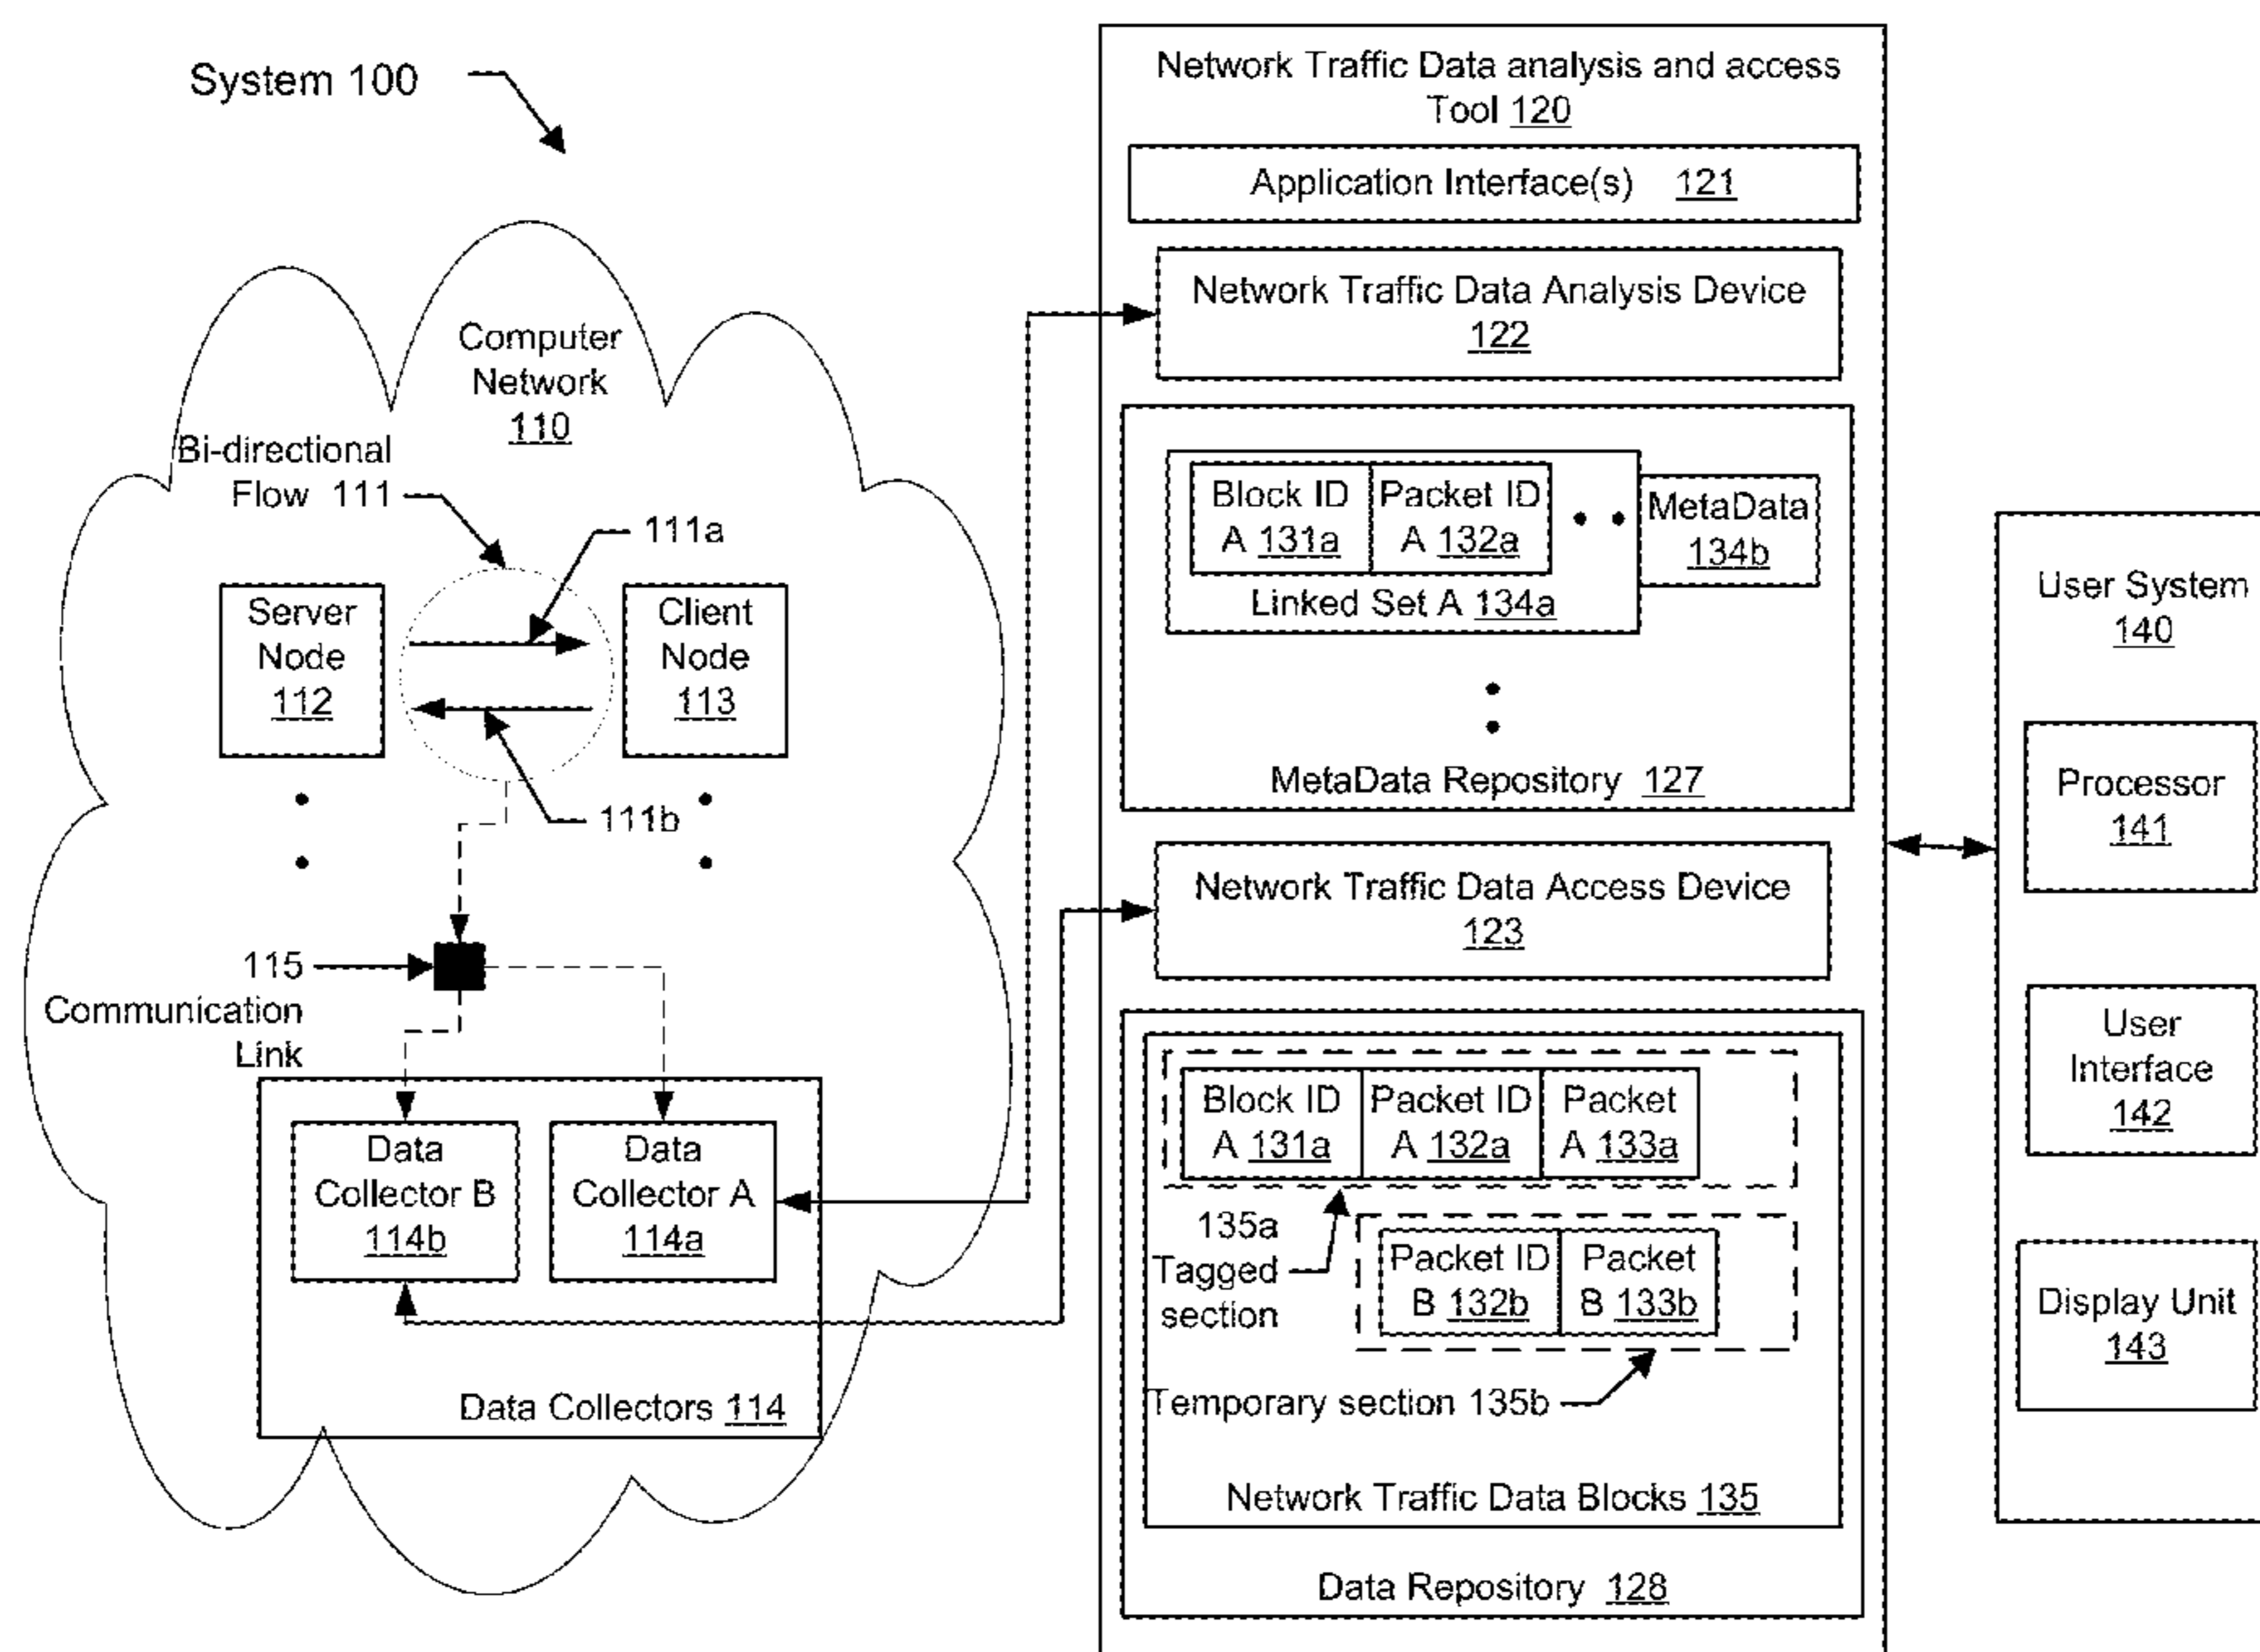 System 100
Computer
Network
110
Bi-directional
Flow 111
111a
Server
Node
112
Client
Node
113
111b
115
Communication
Link
Data
Collector B
114b
Data
Collector A
114a
Data Collectors 114
Network Traffic Data analysis and access
Tool 120
Application Interface(s) 121
Network Traffic Data Analysis Device
122
Block ID
A 131a
Packet ID
A 132a
MetaData
134b
Linked Set A 134a
MetaData Repository 127
Network Traffic Data Access Device
123
Block ID
A 131a
Packet ID
A 132a
Packet
A 133a
135a
Tagged
section
Packet ID
B 132b
Packet
B 133b
Temporary section 135b
Network Traffic Data Blocks 135
Data Repository 128
User System
140
Processor
141
User
Interface
142
Display Unit
143